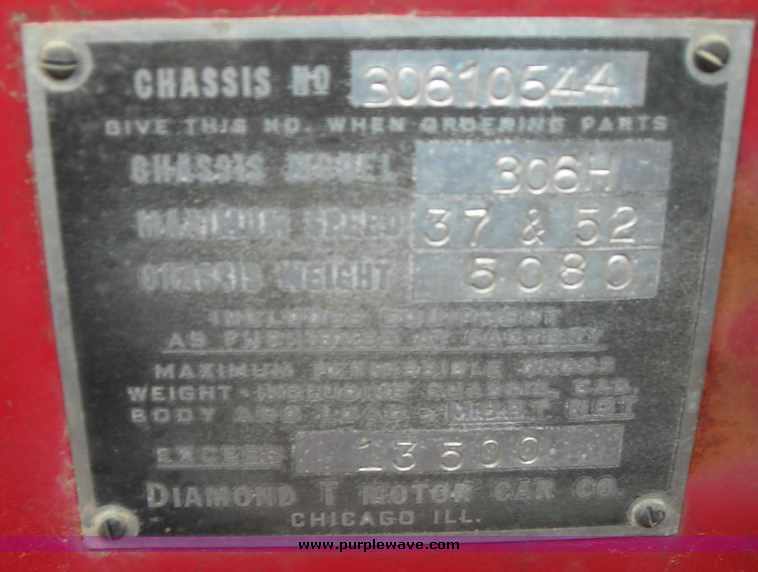 CHASSIS NO 30610544
GIVE THIS NO. WHEN ORDERING PARTS
CHASSIS MODEL 306H
MAXIMUM SPEED 37 & 52
CHASSIS WEIGHT 5080
INCLUDES EQUIPMENT
AS FURNISHED AT FACTORY
MAXIMUM PERMISSIBLE GROSS
WEIGHT - INCLUDING CHASSIS, CAB,
BODY AND LOAD - MUST NOT
EXCEED 13500
DIAMOND T MOTOR CAR CO.
CHICAGO ILL.
www.purplewave.com